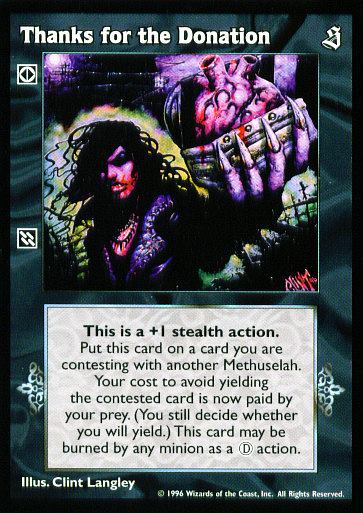 Thanks for the Donation
This is a +1 stealth action.
Put this card on a card you are
contesting with another Methuselah.
Your cost to avoid yielding
the contested card is now paid by
your prey. (You still decide whether
you will yield.) This card may be
burned by any minion as a Ⓓ action.
Illus. Clint Langley
© 1996 Wizards of the Coast, Inc. All Rights Reserved.